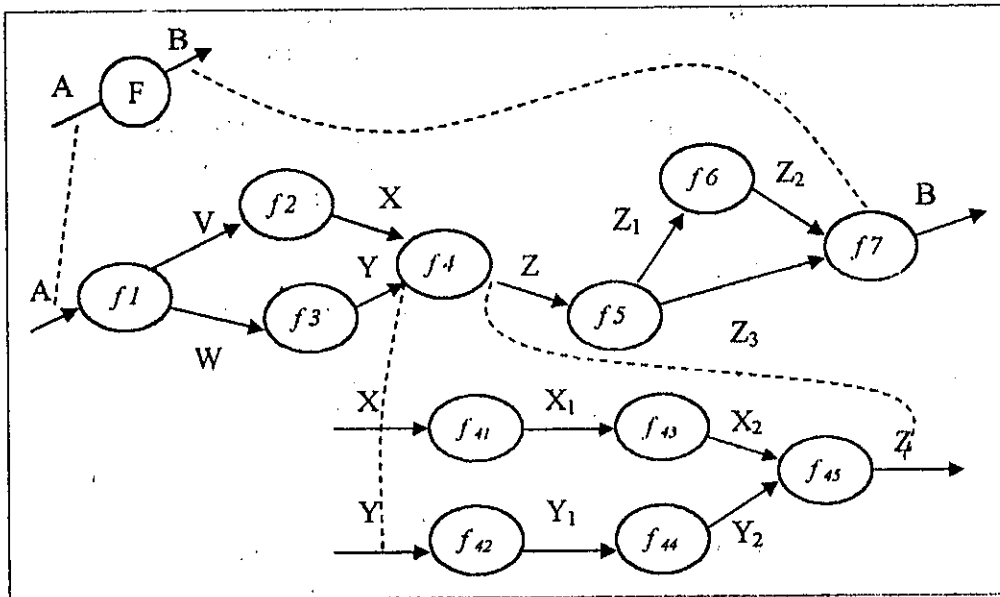 B
A
F
f2
X
f6
Z₂
B
V
Z₁
f7
A
f1
Y
f4
Z
f3
f5
W
Z₃
X
f₄₁
X₁
f₄₃
X₂
Z
f₄₅
Y
f₄₂
Y₁
f₄₄
Y₂